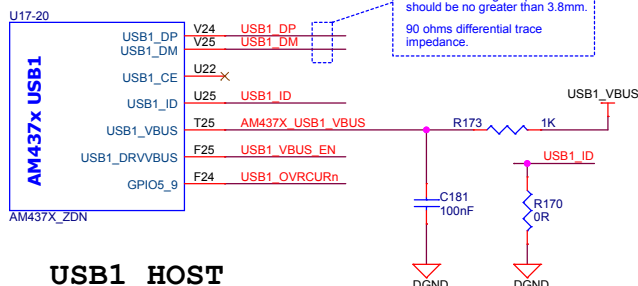 should be no greater than 3.8mm.
90 ohms differential trace
impedance.
U17-20
AM437x USB1
USB1_DP V24 USB1_DP
USB1_DM V25 USB1_DM
USB1_CE U22
USB1_ID U25 USB1_ID
USB1_VBUS T25 AM437X_USB1_VBUS
USB1_DRVVBUS F25 USB1_VBUS_EN
GPIO5_9 F24 USB1_OVRCURn
AM437X_ZDN
USB1_VBUS
R173 1K
USB1_ID
C181
100nF
R170
0R
DGND DGND
USB1 HOST